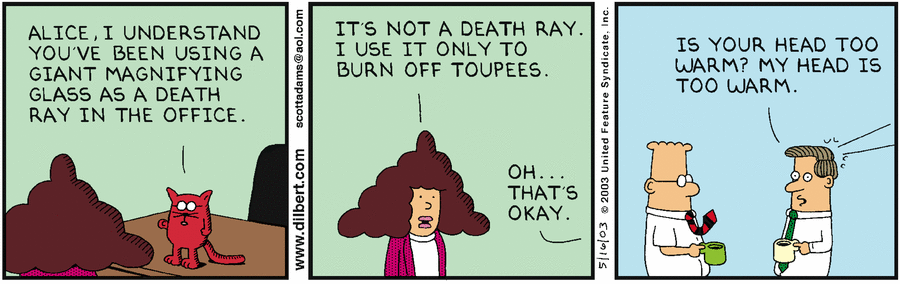 ALICE, I UNDERSTAND
YOU'VE BEEN USING A
GIANT MAGNIFYING
GLASS AS A DEATH
RAY IN THE OFFICE.
www.dilbert.com
scottadams@aol.com
IT'S NOT A DEATH RAY.
I USE IT ONLY TO
BURN OFF TOUPEES.
OH...
THAT'S
OKAY.
5/16/03 © 2003 United Feature Syndicate, Inc.
IS YOUR HEAD TOO
WARM? MY HEAD IS
TOO WARM.